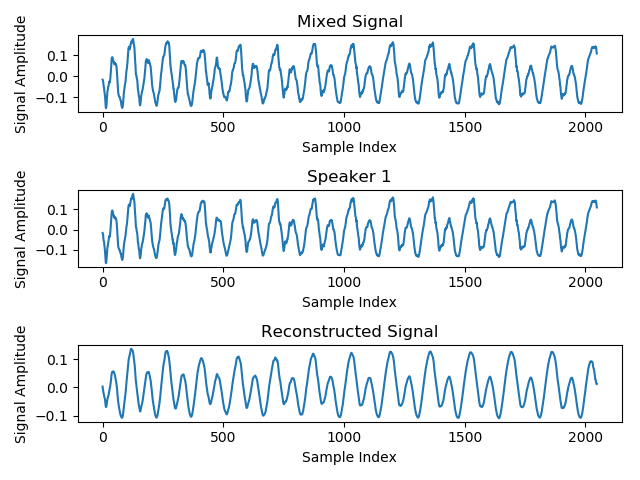 Mixed Signal
Signal Amplitude
0.1
0.0
−0.1
0 500 1000 1500 2000
Sample Index
Speaker 1
Signal Amplitude
0.1
0.0
−0.1
0 500 1000 1500 2000
Sample Index
Reconstructed Signal
Signal Amplitude
0.1
0.0
−0.1
0 500 1000 1500 2000
Sample Index